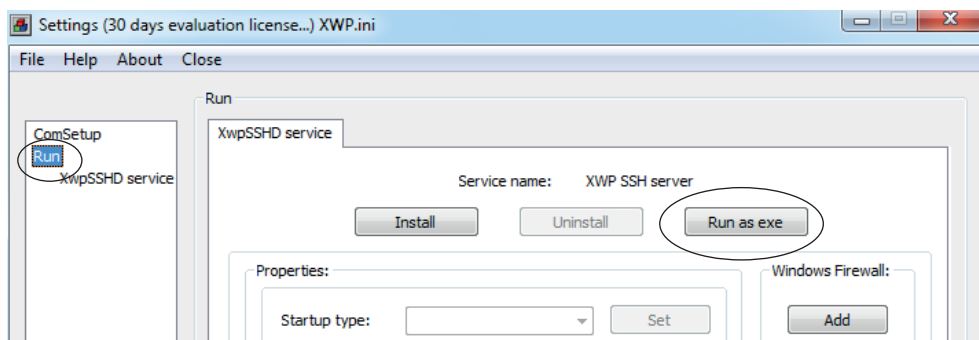 Settings (30 days evaluation license...) XWP.ini
File Help About Close
Run
ComSetup
Run
XwpSSHD service
XwpSSHD service
Service name: XWP SSH server
Install Uninstall Run as exe
Properties: Windows Firewall:
Startup type: Set Add